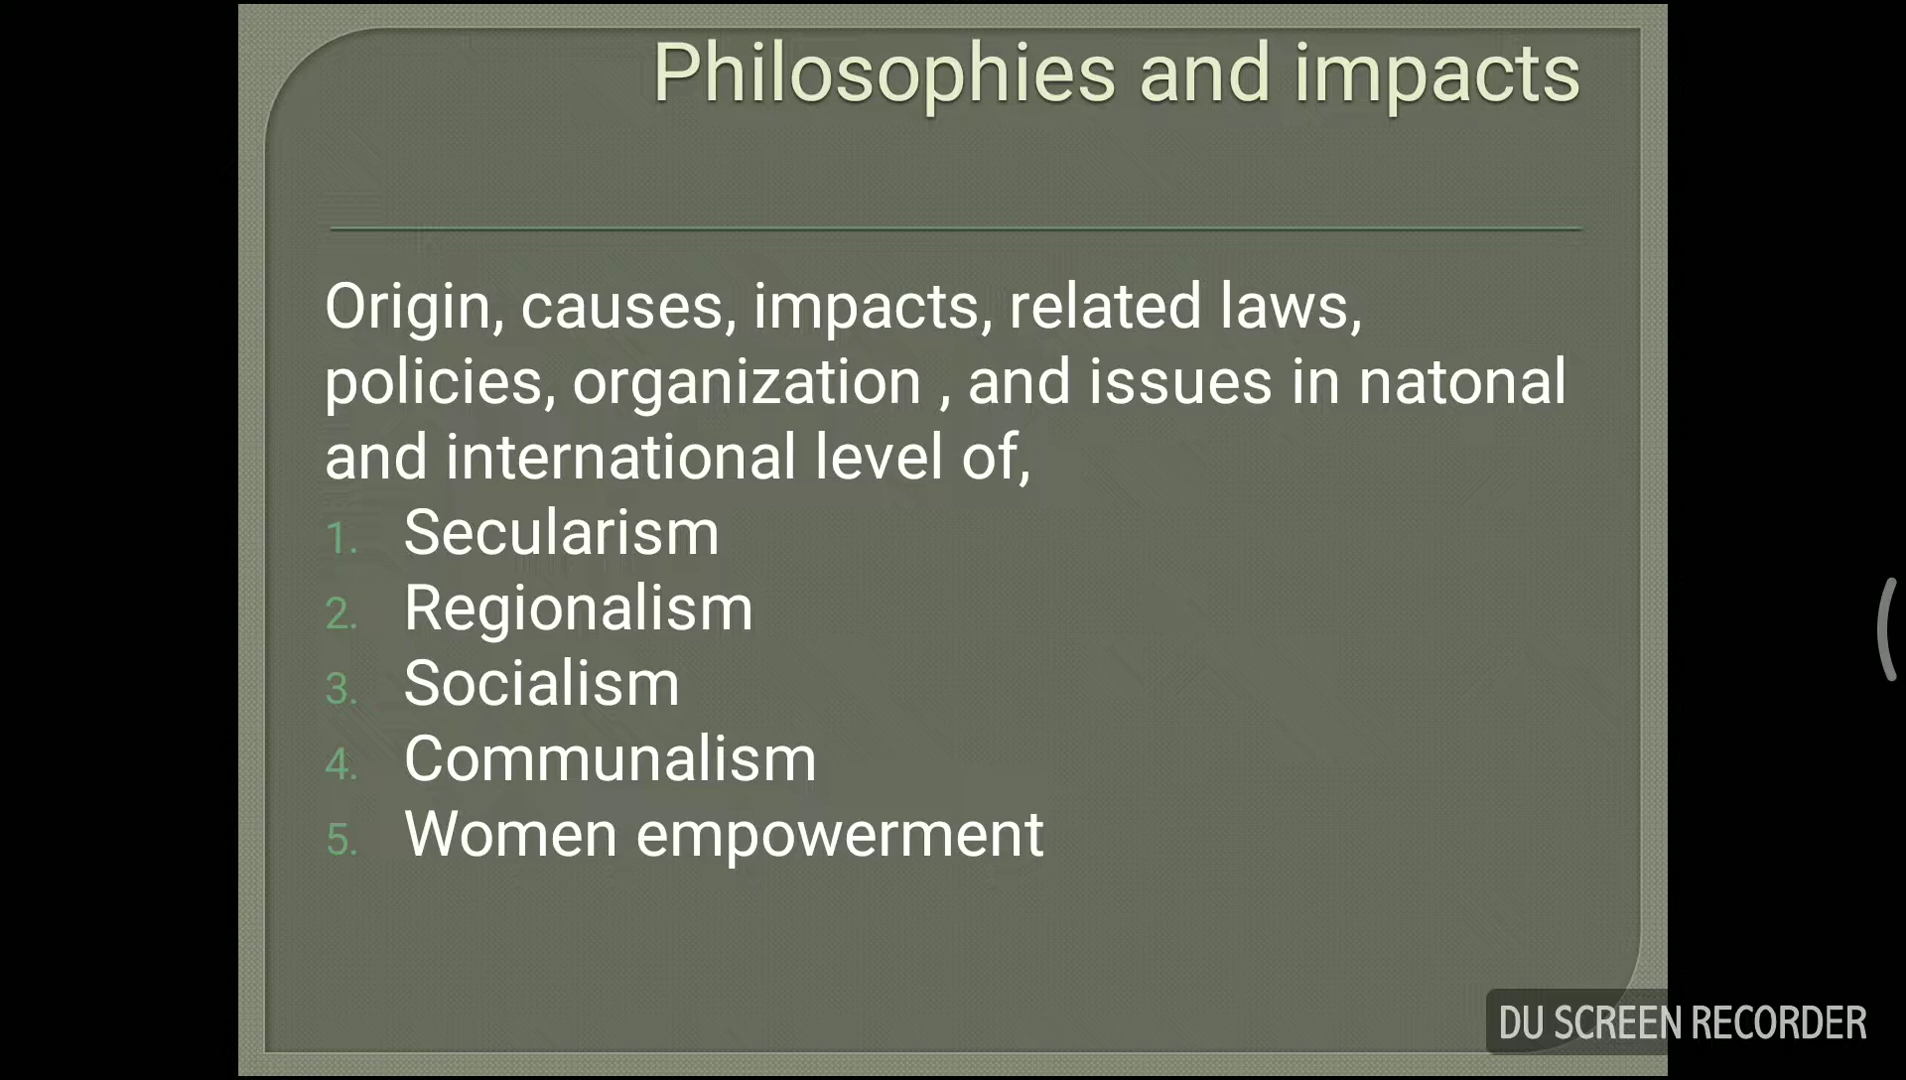 Philosophies and impacts
Origin, causes, impacts, related laws,
policies, organization , and issues in natonal
and international level of,
1. Secularism
2. Regionalism
3. Socialism
4. Communalism
5. Women empowerment
DU SCREEN RECORDER